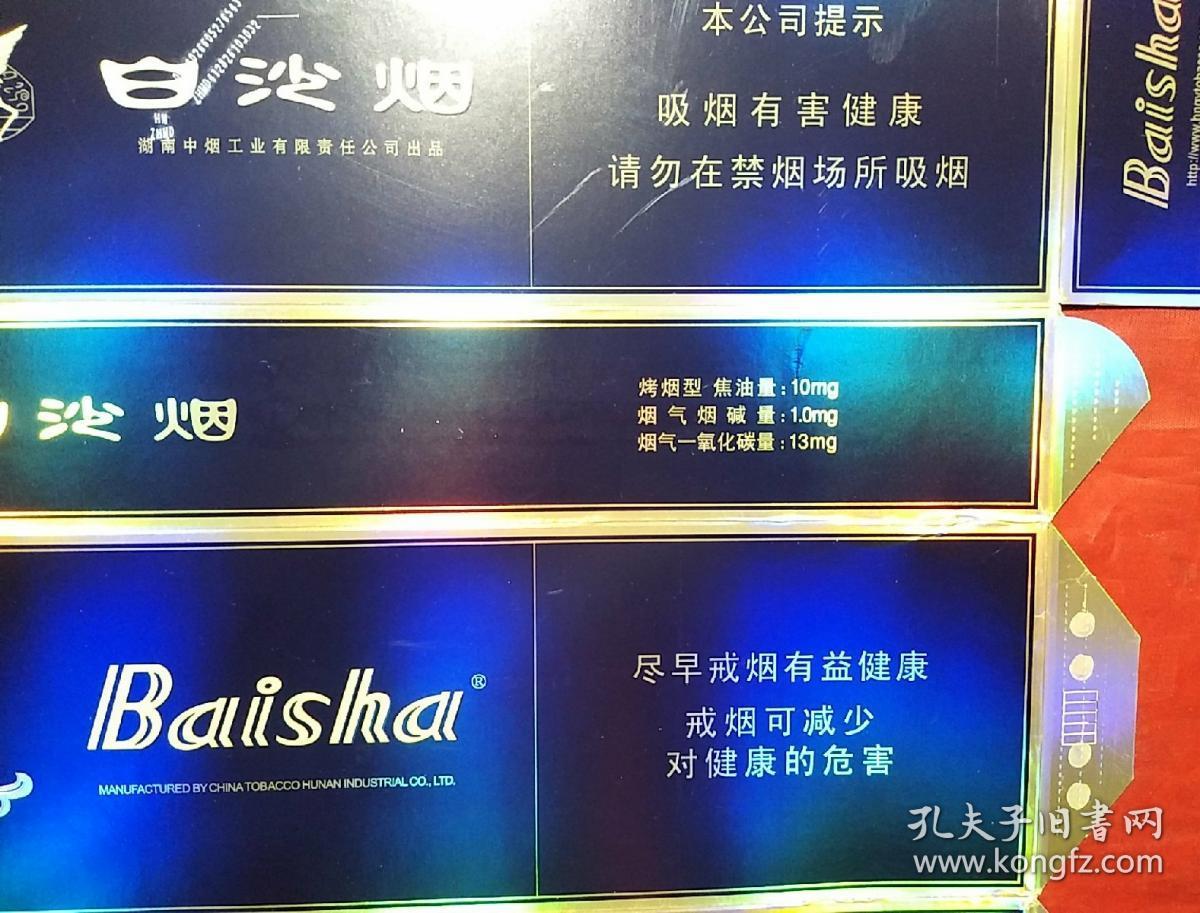 本公司提示
白沙烟
吸烟有害健康
湖南中烟工业有限责任公司出品
请勿在禁烟场所吸烟
Baisha
沙烟
烤烟型 焦油量:10mg
烟气烟碱量:1.0mg
烟气一氧化碳量:13mg
Baisha®
MANUFACTURED BY CHINA TOBACCO HUNAN INDUSTRIAL CO., LTD.
尽早戒烟有益健康
戒烟可减少
对健康的危害
孔夫子旧书网
www.kongfz.com